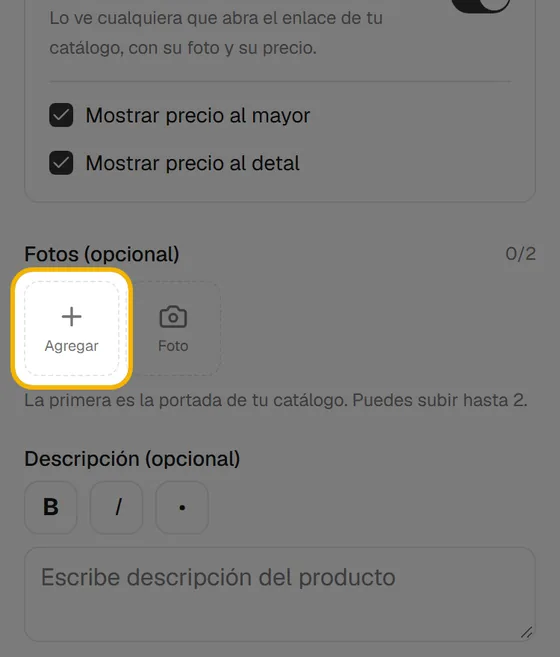 Lo ve cualquiera que abra el enlace de tu
catálogo, con su foto y su precio.
Mostrar precio al mayor
Mostrar precio al detal
Fotos (opcional)
0/2
Agregar
Foto
La primera es la portada de tu catálogo. Puedes subir hasta 2.
Descripción (opcional)
B
I
•
Escribe descripción del producto